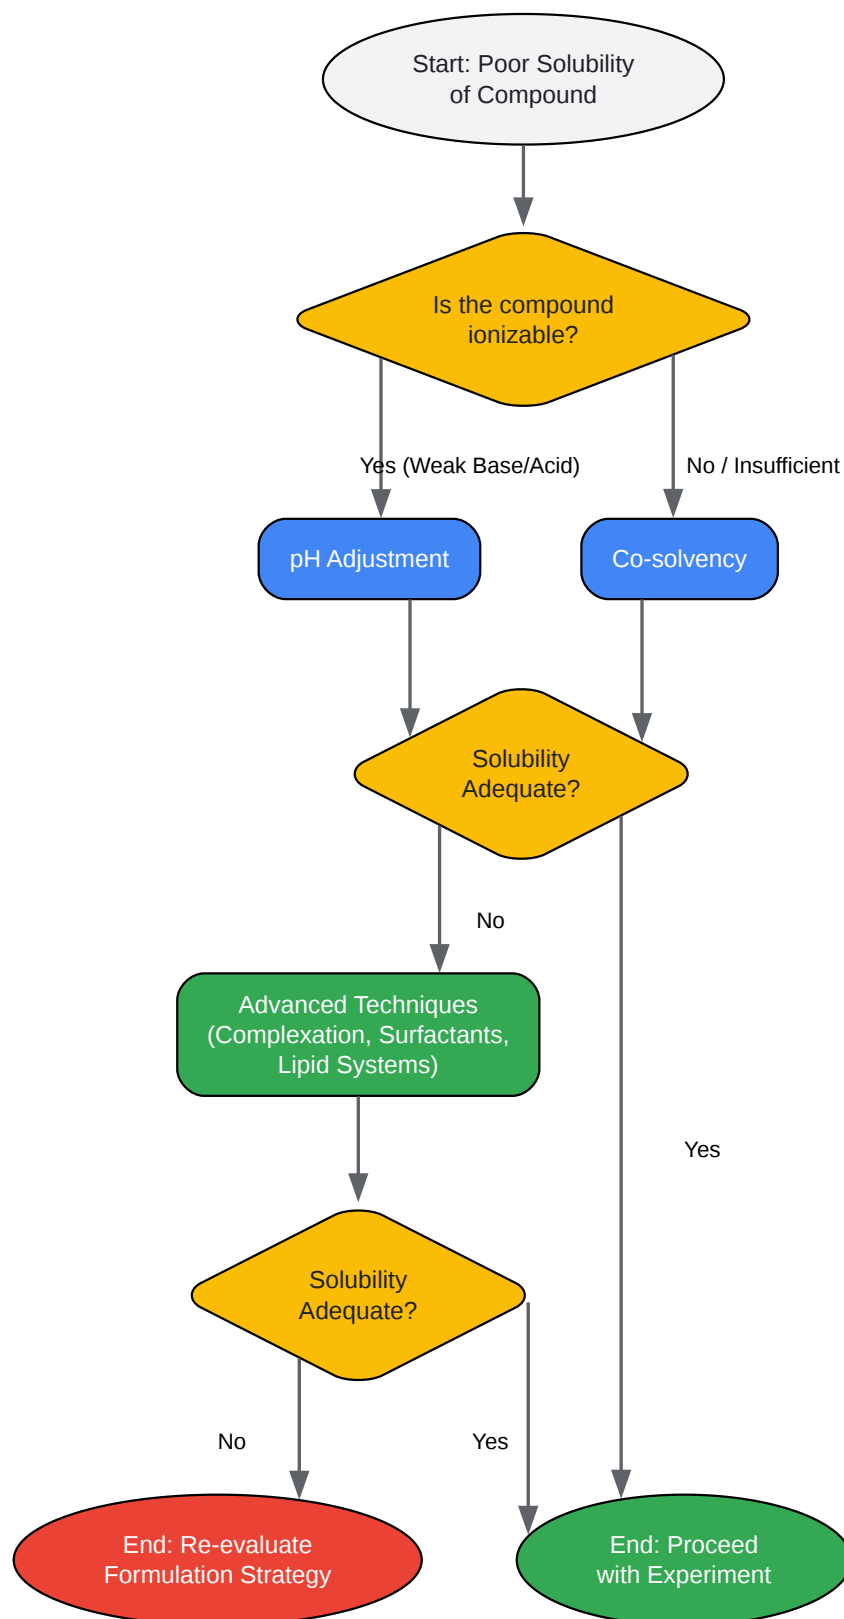 Start: Poor Solubility
of Compound
Is the compound
ionizable?
Yes (Weak Base/Acid)
No / Insufficient
pH Adjustment
Co-solvency
Solubility
Adequate?
No
Advanced Techniques
(Complexation, Surfactants,
Lipid Systems)
Yes
Solubility
Adequate?
No
Yes
End: Re-evaluate
Formulation Strategy
End: Proceed
with Experiment